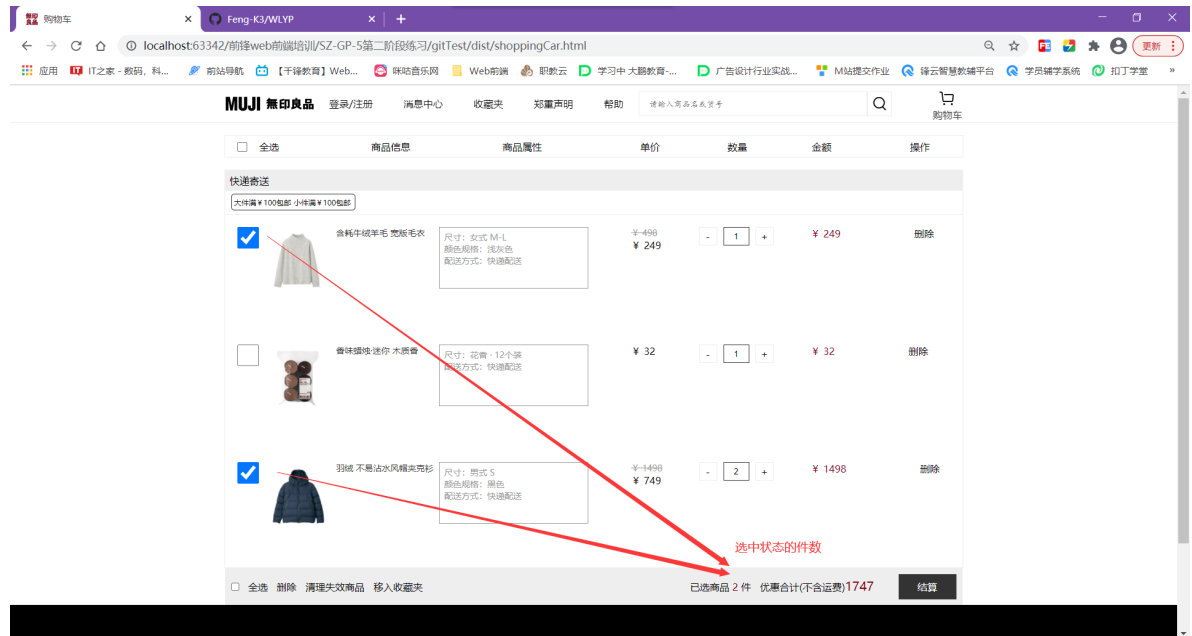 無印良品 购物车
Feng-K3/WLYP
localhost:63342/前锋web前端培训/SZ-GP-5第二阶段练习/gitTest/dist/shoppingCar.html
更新
应用 IT之家 - 数码，科... 前站导航 【千锋教育】Web... 咪咕音乐网 Web前端 职教云 学习中 大鹏教育-... 广告设计行业实战... M站提交作业 锋云智慧教辅平台 学员辅学系统 扣丁学堂 »
MUJI 無印良品 登录/注册 消息中心 收藏夹 郑重声明 帮助 请输入商品名或货号 购物车
全选 商品信息 商品属性 单价 数量 金额 操作
快递寄送
大件满￥100包邮 小件满￥100包邮
含耗牛绒羊毛 宽版毛衣 尺寸：女式 M-L ￥498 - 1 + ￥ 249 删除
颜色规格：浅灰色 ￥ 249
配送方式：快递配送
香味蜡烛·迷你 木质香 尺寸：花香 · 12个装 ￥ 32 - 1 + ￥ 32 删除
配送方式：快递配送
羽绒 不易沾水风帽夹克衫 尺寸：男式 S ￥1498 - 2 + ￥ 1498 删除
颜色规格：黑色 ￥ 749
配送方式：快递配送
选中状态的件数
全选 删除 清理失效商品 移入收藏夹 已选商品 2 件 优惠合计(不含运费)1747 结算